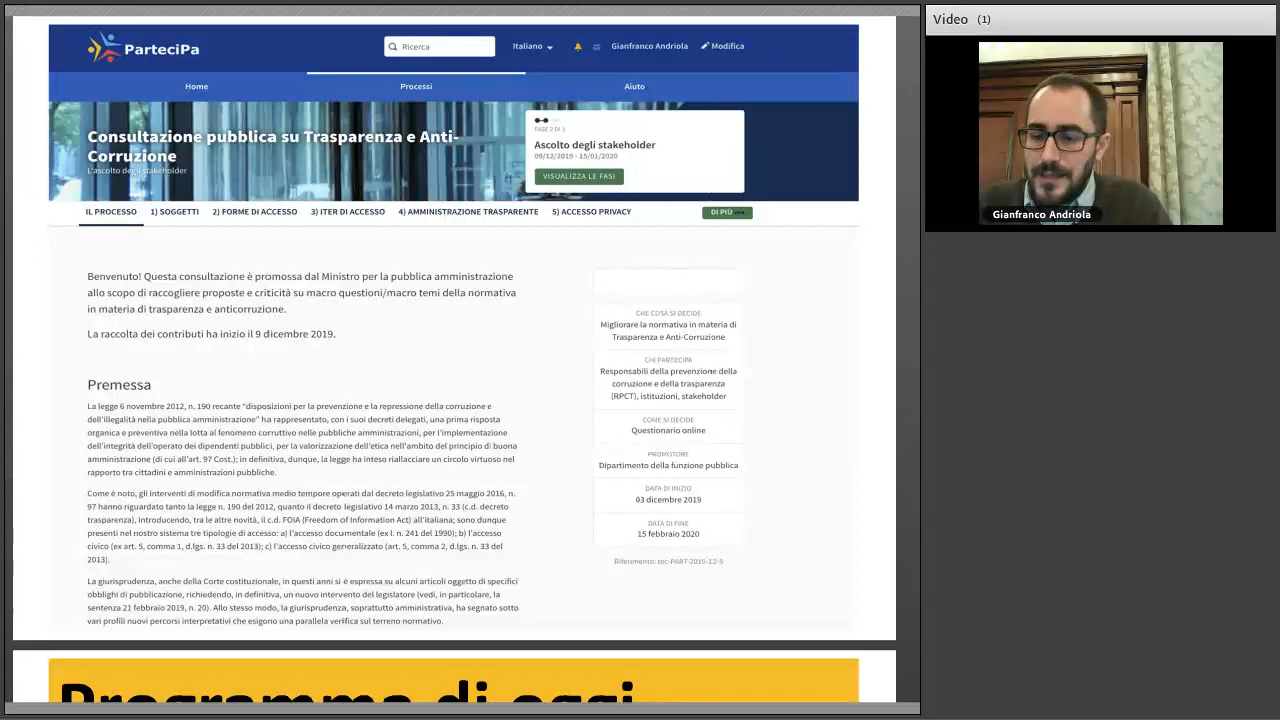 ParteciPa
Ricerca
Italiano
Gianfranco Andriola
Modifica
Home
Processi
Aiuto
Consultazione pubblica su Trasparenza e Anti-
Corruzione
L'ascolto degli stakeholder
FASE 2 DI 3
Ascolto degli stakeholder
09/12/2019 - 15/01/2020
VISUALIZZA LE FASI
IL PROCESSO
1) SOGGETTI
2) FORME DI ACCESSO
3) ITER DI ACCESSO
4) AMMINISTRAZIONE TRASPARENTE
5) ACCESSO PRIVACY
DI PIÙ
Benvenuto! Questa consultazione è promossa dal Ministro per la pubblica amministrazione
allo scopo di raccogliere proposte e criticità su macro questioni/macro temi della normativa
in materia di trasparenza e anticorruzione.
La raccolta dei contributi ha inizio il 9 dicembre 2019.
Premessa
La legge 6 novembre 2012, n. 190 recante "disposizioni per la prevenzione e la repressione della corruzione e
dell'illegalità nella pubblica amministrazione" ha rappresentato, con i suoi decreti delegati, una prima risposta
organica e preventiva nella lotta al fenomeno corruttivo nelle pubbliche amministrazioni, per l'implementazione
dell'integrità dell'operato dei dipendenti pubblici, per la valorizzazione dell'etica nell'ambito del principio di buona
amministrazione (di cui all'art. 97 Cost.); in definitiva, dunque, la legge ha inteso riallacciare un circolo virtuoso nel
rapporto tra cittadini e amministrazioni pubbliche.
Come è noto, gli interventi di modifica normativa medio tempore operati dal decreto legislativo 25 maggio 2016, n.
97 hanno riguardato tanto la legge n. 190 del 2012, quanto il decreto legislativo 14 marzo 2013, n. 33 (c.d. decreto
trasparenza), introducendo, tra le altre novità, il c.d. FOIA (Freedom of Information Act) all'italiana; sono dunque
presenti nel nostro sistema tre tipologie di accesso: a) l'accesso documentale (ex l. n. 241 del 1990); b) l'accesso
civico (ex art. 5, comma 1, d.lgs. n. 33 del 2013); c) l'accesso civico generalizzato (art. 5, comma 2, d.lgs. n. 33 del
2013).
La giurisprudenza, anche della Corte costituzionale, in questi anni si è espressa su alcuni articoli oggetto di specifici
obblighi di pubblicazione, richiedendo, in definitiva, un nuovo intervento del legislatore (vedi, in particolare, la
sentenza 21 febbraio 2019, n. 20). Allo stesso modo, la giurisprudenza, soprattutto amministrativa, ha segnato sotto
vari profili nuovi percorsi interpretativi che esigono una parallela verifica sul terreno normativo.
CHE COSA SI DECIDE
Migliorare la normativa in materia di
Trasparenza e Anti-Corruzione
CHI PARTECIPA
Responsabili della prevenzione della
corruzione e della trasparenza
(RPCT), istituzioni, stakeholder
COME SI DECIDE
Questionario online
PROMOTORE
Dipartimento della funzione pubblica
DATA DI INIZIO
03 dicembre 2019
DATA DI FINE
15 febbraio 2020
Riferimento: tec-PART-2019-12-5
Programma di oggi
Video (1)
Gianfranco Andriola